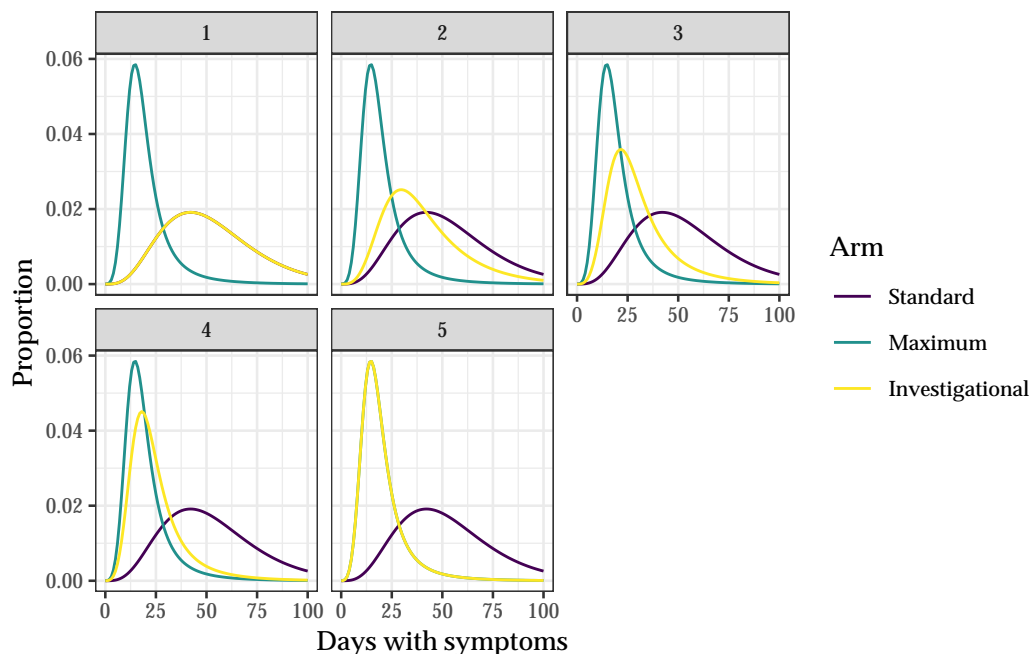 1 2 3
0.06
0.04
0.02
0.00
0 25 50 75 100
4 5
0.06
0.04
0.02
0.00
0 25 50 75 100 0 25 50 75 100
Proportion
Days with symptoms
Arm
Standard
Maximum
Investigational